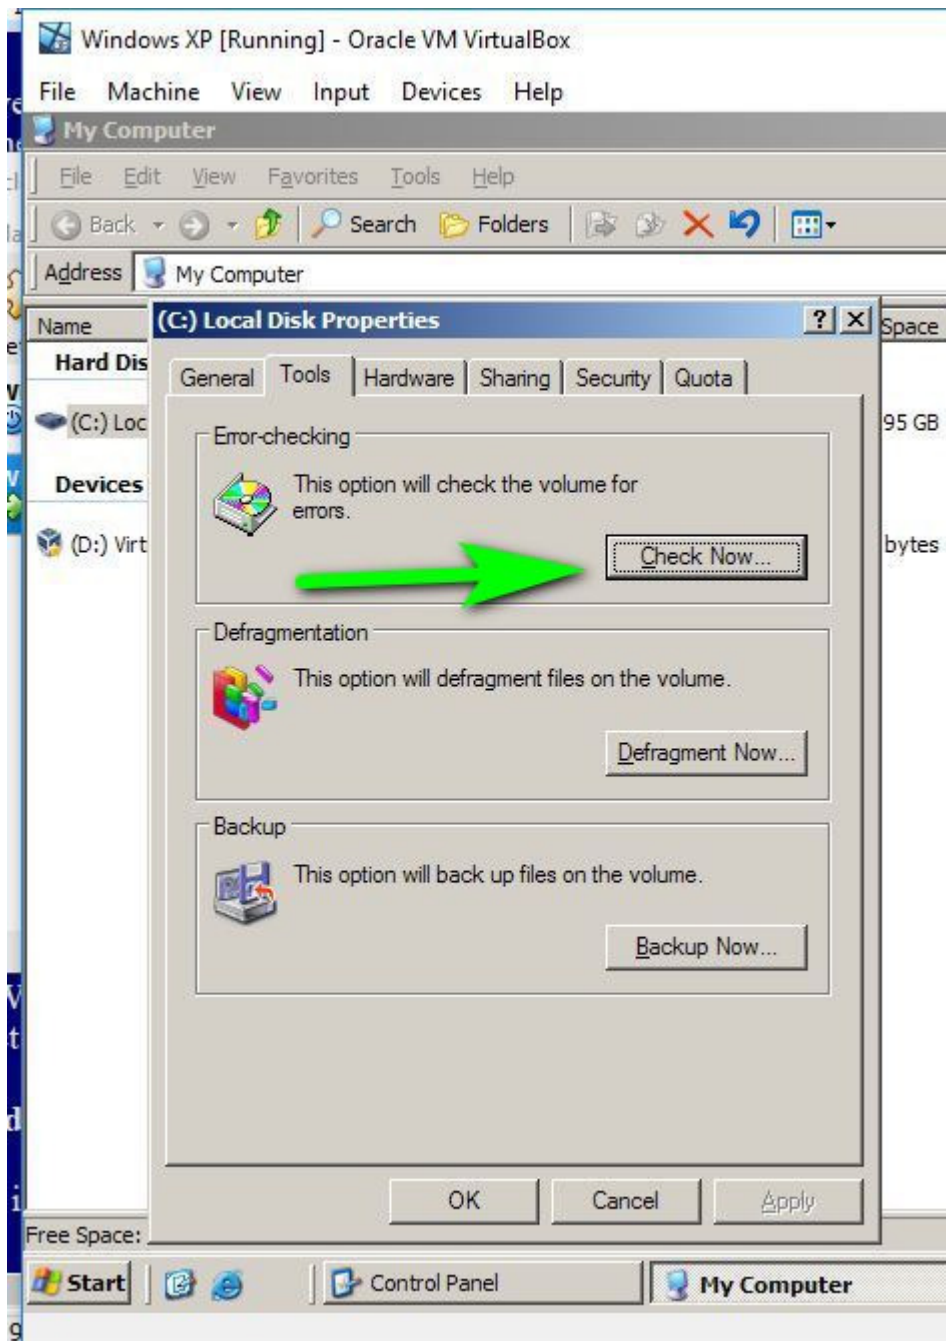 Windows XP [Running] - Oracle VM VirtualBox
File Machine View Input Devices Help
My Computer
File Edit View Favorites Tools Help
Back Search Folders
Address My Computer
Name (C:) Local Disk Properties Space
Hard Dis
General Tools Hardware Sharing Security Quota
(C:) Loc 95 GB
Error-checking
This option will check the volume for
errors.
Devices
(D:) Virt bytes
Check Now...
Defragmentation
This option will defragment files on the volume.
Defragment Now...
Backup
This option will back up files on the volume.
Backup Now...
OK Cancel Apply
Free Space:
Start Control Panel My Computer